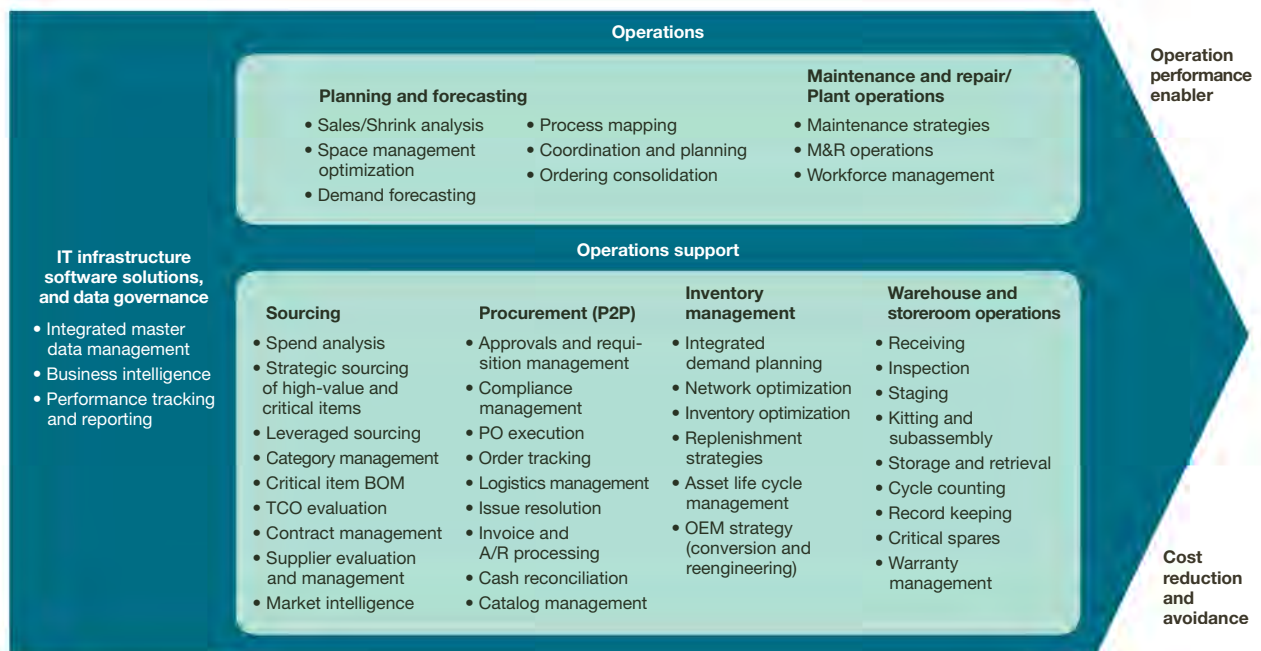 Operations
Operation
performance
enabler
Planning and forecasting
• Sales/Shrink analysis
• Space management
optimization
• Demand forecasting
• Process mapping
• Coordination and planning
• Ordering consolidation
Maintenance and repair/
Plant operations
• Maintenance strategies
• M&R operations
• Workforce management
IT infrastructure
software solutions,
and data governance
• Integrated master
data management
• Business intelligence
• Performance tracking
and reporting
Operations support
Sourcing
• Spend analysis
• Strategic sourcing
of high-value and
critical items
• Leveraged sourcing
• Category management
• Critical item BOM
• TCO evaluation
• Contract management
• Supplier evaluation
and management
• Market intelligence
Procurement (P2P)
• Approvals and requi-
sition management
• Compliance
management
• PO execution
• Order tracking
• Logistics management
• Issue resolution
• Invoice and
A/R processing
• Cash reconciliation
• Catalog management
Inventory
management
• Integrated
demand planning
• Network optimization
• Inventory optimization
• Replenishment
strategies
• Asset life cycle
management
• OEM strategy
(conversion and
reengineering)
Warehouse and
storeroom operations
• Receiving
• Inspection
• Staging
• Kitting and
subassembly
• Storage and retrieval
• Cycle counting
• Record keeping
• Critical spares
• Warranty
management
Cost
reduction
and
avoidance